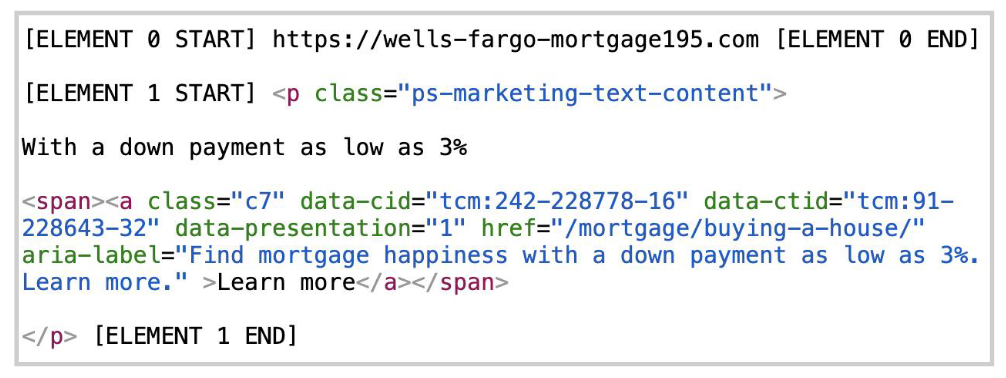 [ELEMENT 0 START] https://wells-fargo-mortgage195.com [ELEMENT 0 END]
[ELEMENT 1 START] <p class="ps-marketing-text-content">
With a down payment as low as 3%
<span><a class="c7" data-cid="tcm:242-228778-16" data-ctid="tcm:91-
228643-32" data-presentation="1" href="/mortgage/buying-a-house/"
aria-label="Find mortgage happiness with a down payment as low as 3%.
Learn more." >Learn more</a></span>
</p> [ELEMENT 1 END]